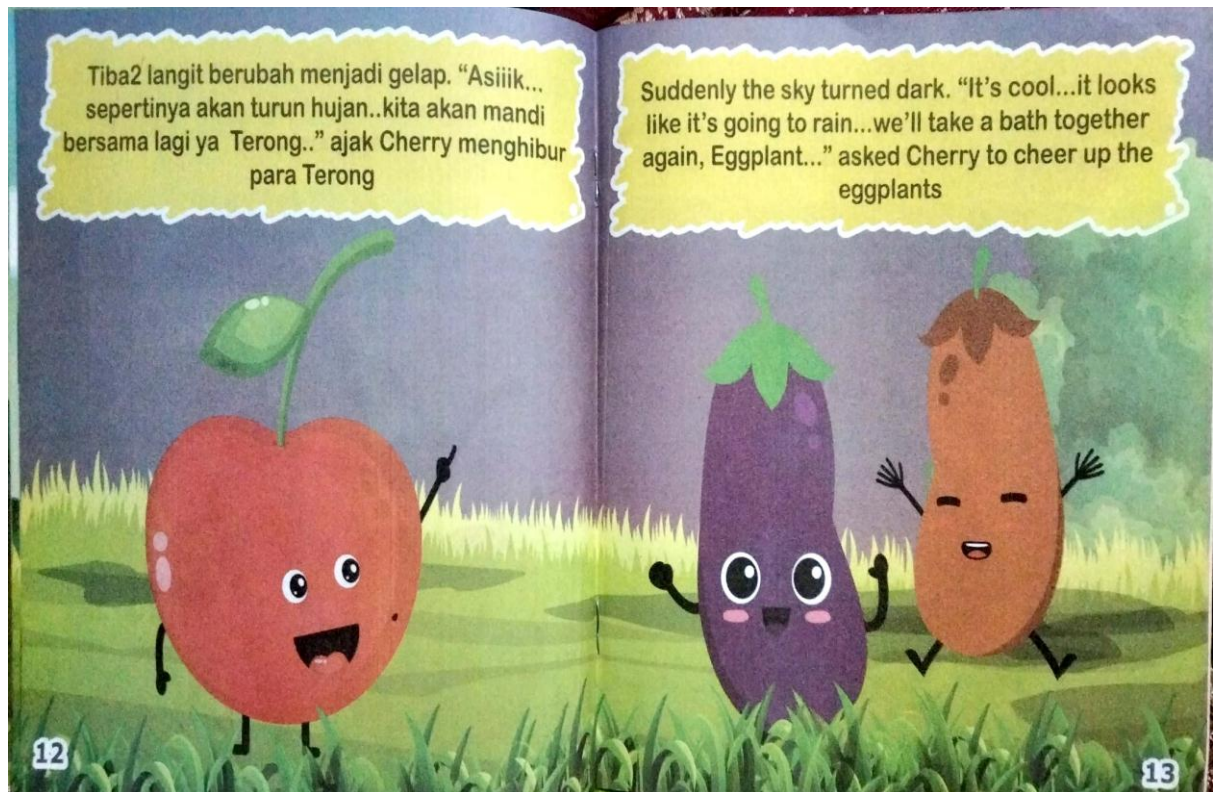 Tiba2 langit berubah menjadi gelap. “Asiiik...
sepertinya akan turun hujan..kita akan mandi
bersama lagi ya Terong..” ajak Cherry menghibur
para Terong
12
Suddenly the sky turned dark. “It’s cool...it looks
like it’s going to rain...we’ll take a bath together
again, Eggplant...” asked Cherry to cheer up the
eggplants
13